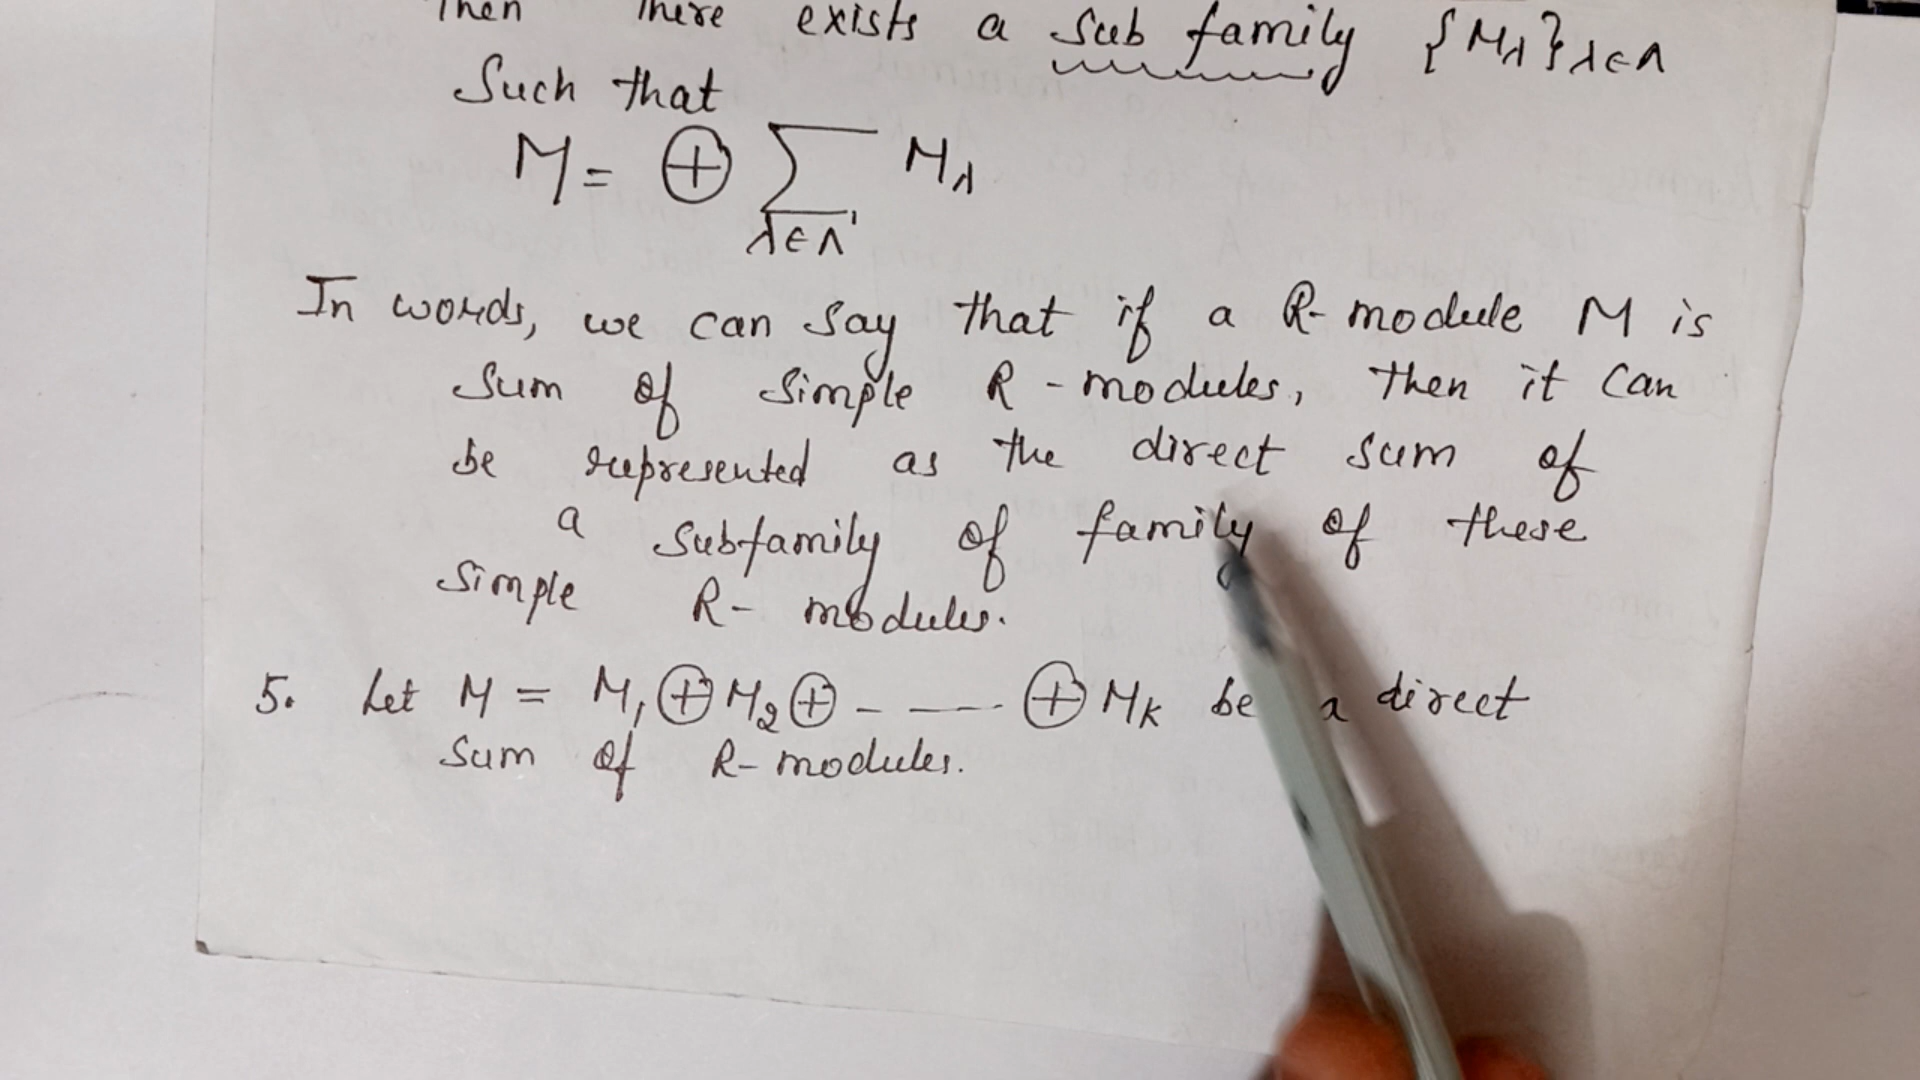 Then there exists a sub family {Mλ}λ∈Λ
Such that
M = ⊕ Σ Mλ
λ∈Λ'
In words, we can say that if a R-module M is
sum of simple R-modules, then it can
be represented as the direct sum of
a subfamily of family of these
simple R-modules.
5. Let M = M₁⊕M₂⊕------⊕Mk be a direct
sum of R-modules.